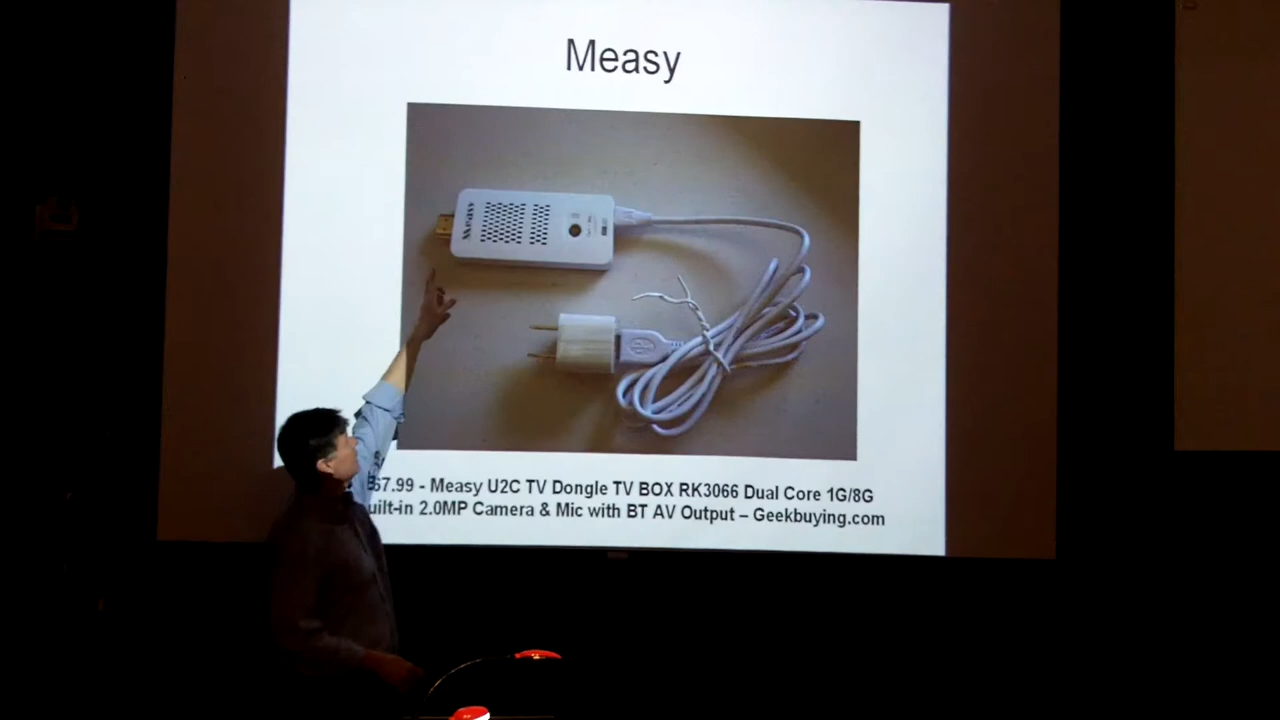 Measy
Measy
67.99 - Measy U2C TV Dongle TV BOX RK3066 Dual Core 1G/8G
uilt-in 2.0MP Camera & Mic with BT AV Output – Geekbuying.com